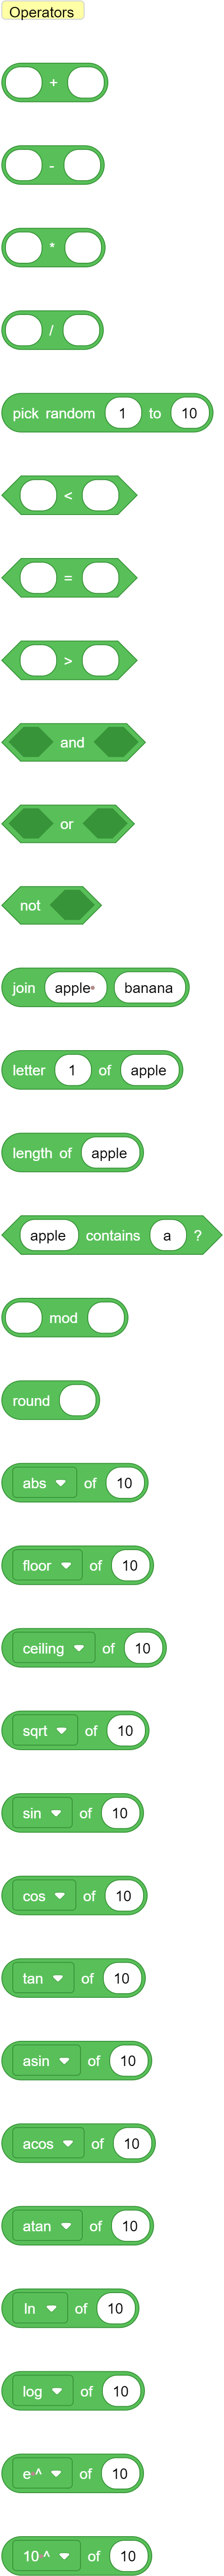 Operators
+
-
*
/
pick random 1 to 10
<
=
>
and
or
not
join apple banana
letter 1 of apple
length of apple
apple contains a ?
mod
round
abs of 10
floor of 10
ceiling of 10
sqrt of 10
sin of 10
cos of 10
tan of 10
asin of 10
acos of 10
atan of 10
ln of 10
log of 10
e ^ of 10
10 ^ of 10